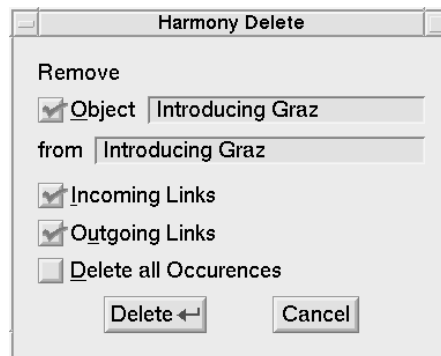 Harmony Delete
Remove
Object Introducing Graz
from Introducing Graz
Incoming Links
Outgoing Links
Delete all Occurences
Delete Cancel